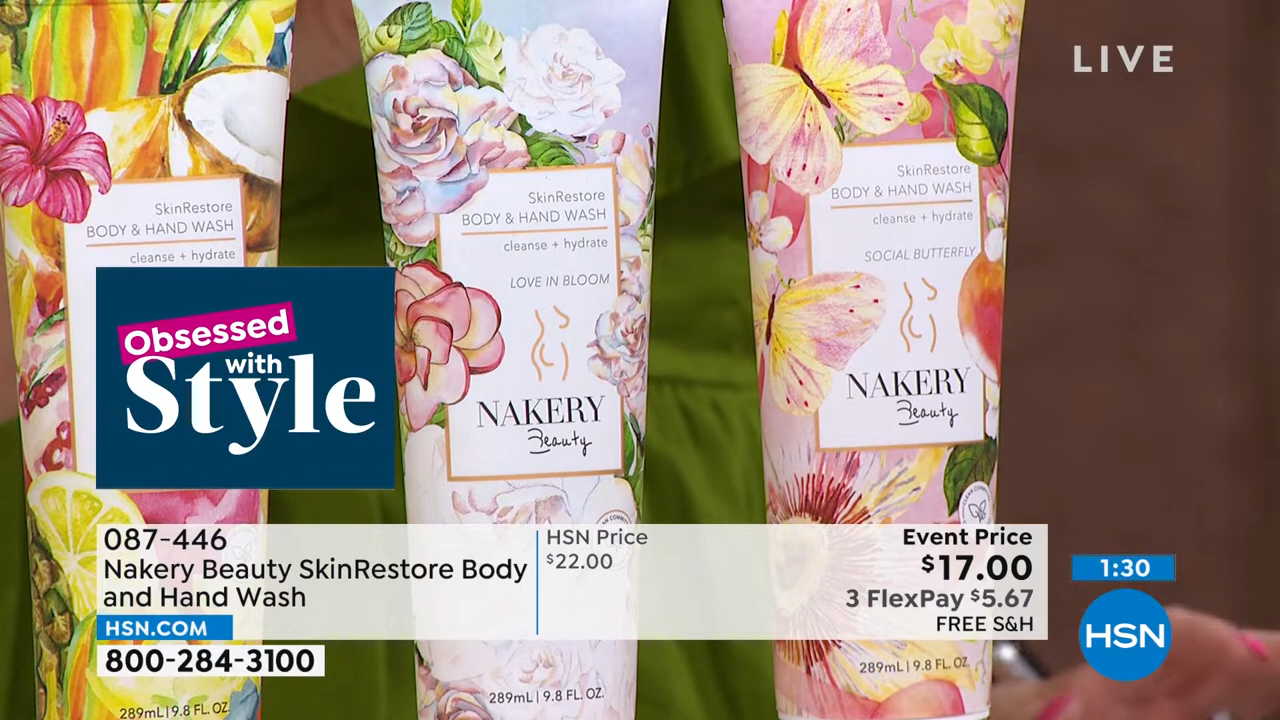 LIVE
SkinRestore
BODY & HAND WASH
cleanse + hydrate
SkinRestore
BODY & HAND WASH
cleanse + hydrate
LOVE IN BLOOM
NAKERY
Beauty
289mL | 9.8 FL. OZ.
SkinRestore
BODY & HAND WASH
cleanse + hydrate
SOCIAL BUTTERFLY
NAKERY
Beauty
289mL | 9.8 FL. OZ.
289mL | 9.8 FL. OZ.
Obsessed
with
Style
087-446
Nakery Beauty SkinRestore Body
and Hand Wash
HSN.COM
800-284-3100
HSN Price
$22.00
Event Price
$17.00
3 FlexPay $5.67
FREE S&H
1:30
HSN